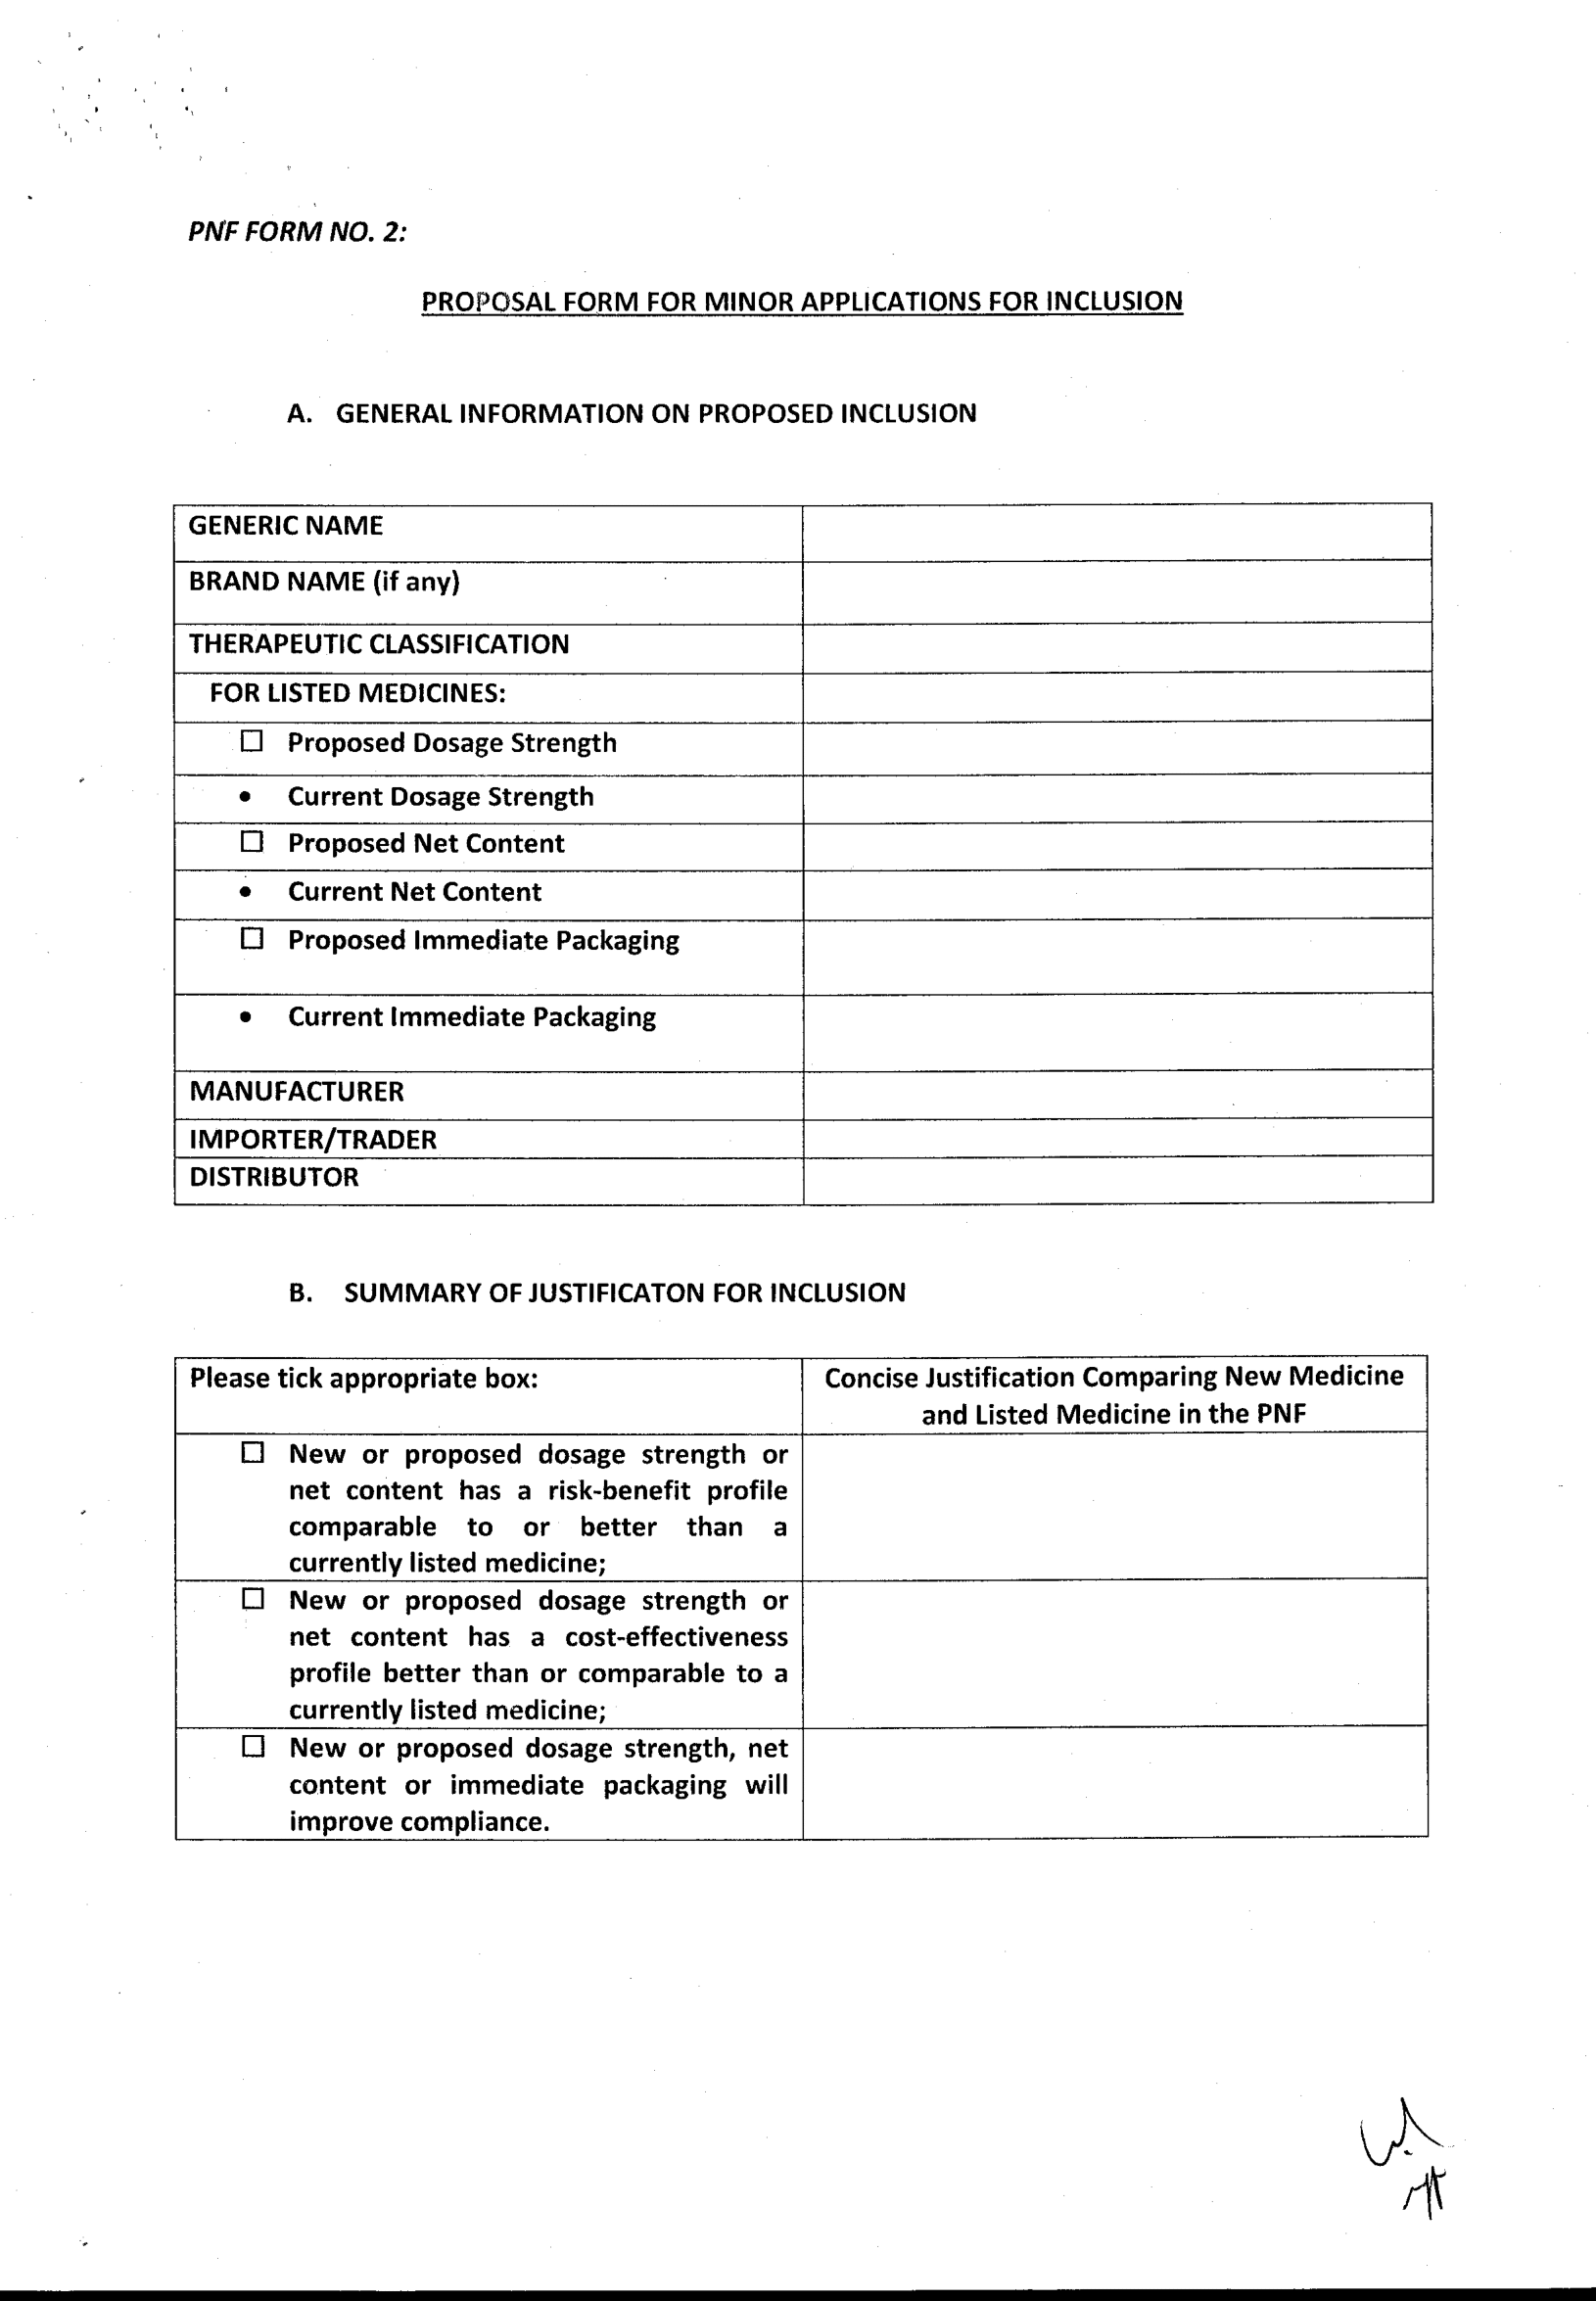 PNF FORM NO. 2:
PROPOSAL FORM FOR MINOR APPLICATIONS FOR INCLUSION
A. GENERAL INFORMATION ON PROPOSED INCLUSION
GENERIC NAME
BRAND NAME (if any)
THERAPEUTIC CLASSIFICATION
FOR LISTED MEDICINES:
☐ Proposed Dosage Strength
• Current Dosage Strength
☐ Proposed Net Content
• Current Net Content
☐ Proposed Immediate Packaging
• Current Immediate Packaging
MANUFACTURER
IMPORTER/TRADER
DISTRIBUTOR
B. SUMMARY OF JUSTIFICATON FOR INCLUSION
Please tick appropriate box:
Concise Justification Comparing New Medicine
and Listed Medicine in the PNF
☐ New or proposed dosage strength or
net content has a risk-benefit profile
comparable to or better than a
currently listed medicine;
☐ New or proposed dosage strength or
net content has a cost-effectiveness
profile better than or comparable to a
currently listed medicine;
☐ New or proposed dosage strength, net
content or immediate packaging will
improve compliance.